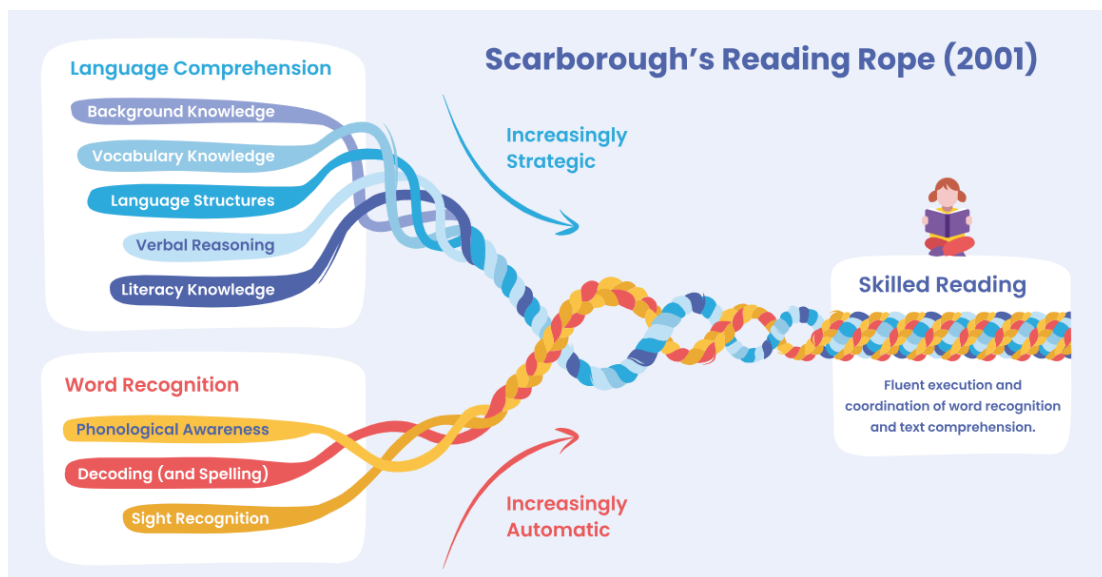 Scarborough's Reading Rope (2001)
Language Comprehension
Background Knowledge
Vocabulary Knowledge
Language Structures
Verbal Reasoning
Literacy Knowledge
Increasingly
Strategic
Word Recognition
Phonological Awareness
Decoding (and Spelling)
Sight Recognition
Increasingly
Automatic
Skilled Reading
Fluent execution and
coordination of word recognition
and text comprehension.